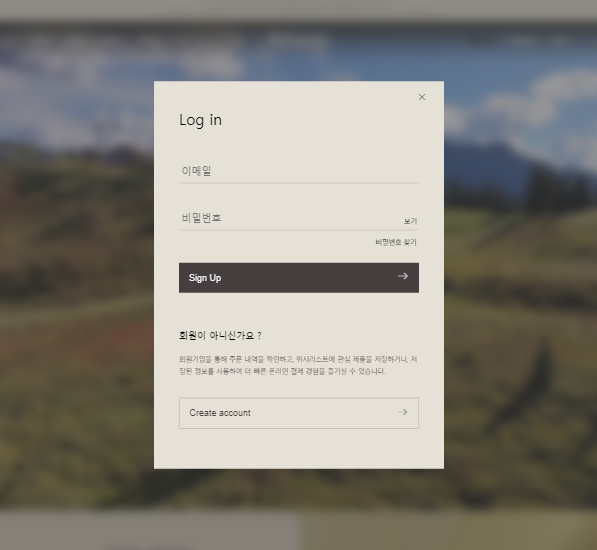 Log in
이메일
비밀번호
보기
비밀번호 찾기
Sign Up
회원이 아니신가요 ?
회원가입을 통해 주문 내역을 확인하고, 위시리스트에 관심 제품을 저장하거나, 저
장된 정보를 사용하여 더 빠른 온라인 결제 경험을 즐기실 수 있습니다.
Create account